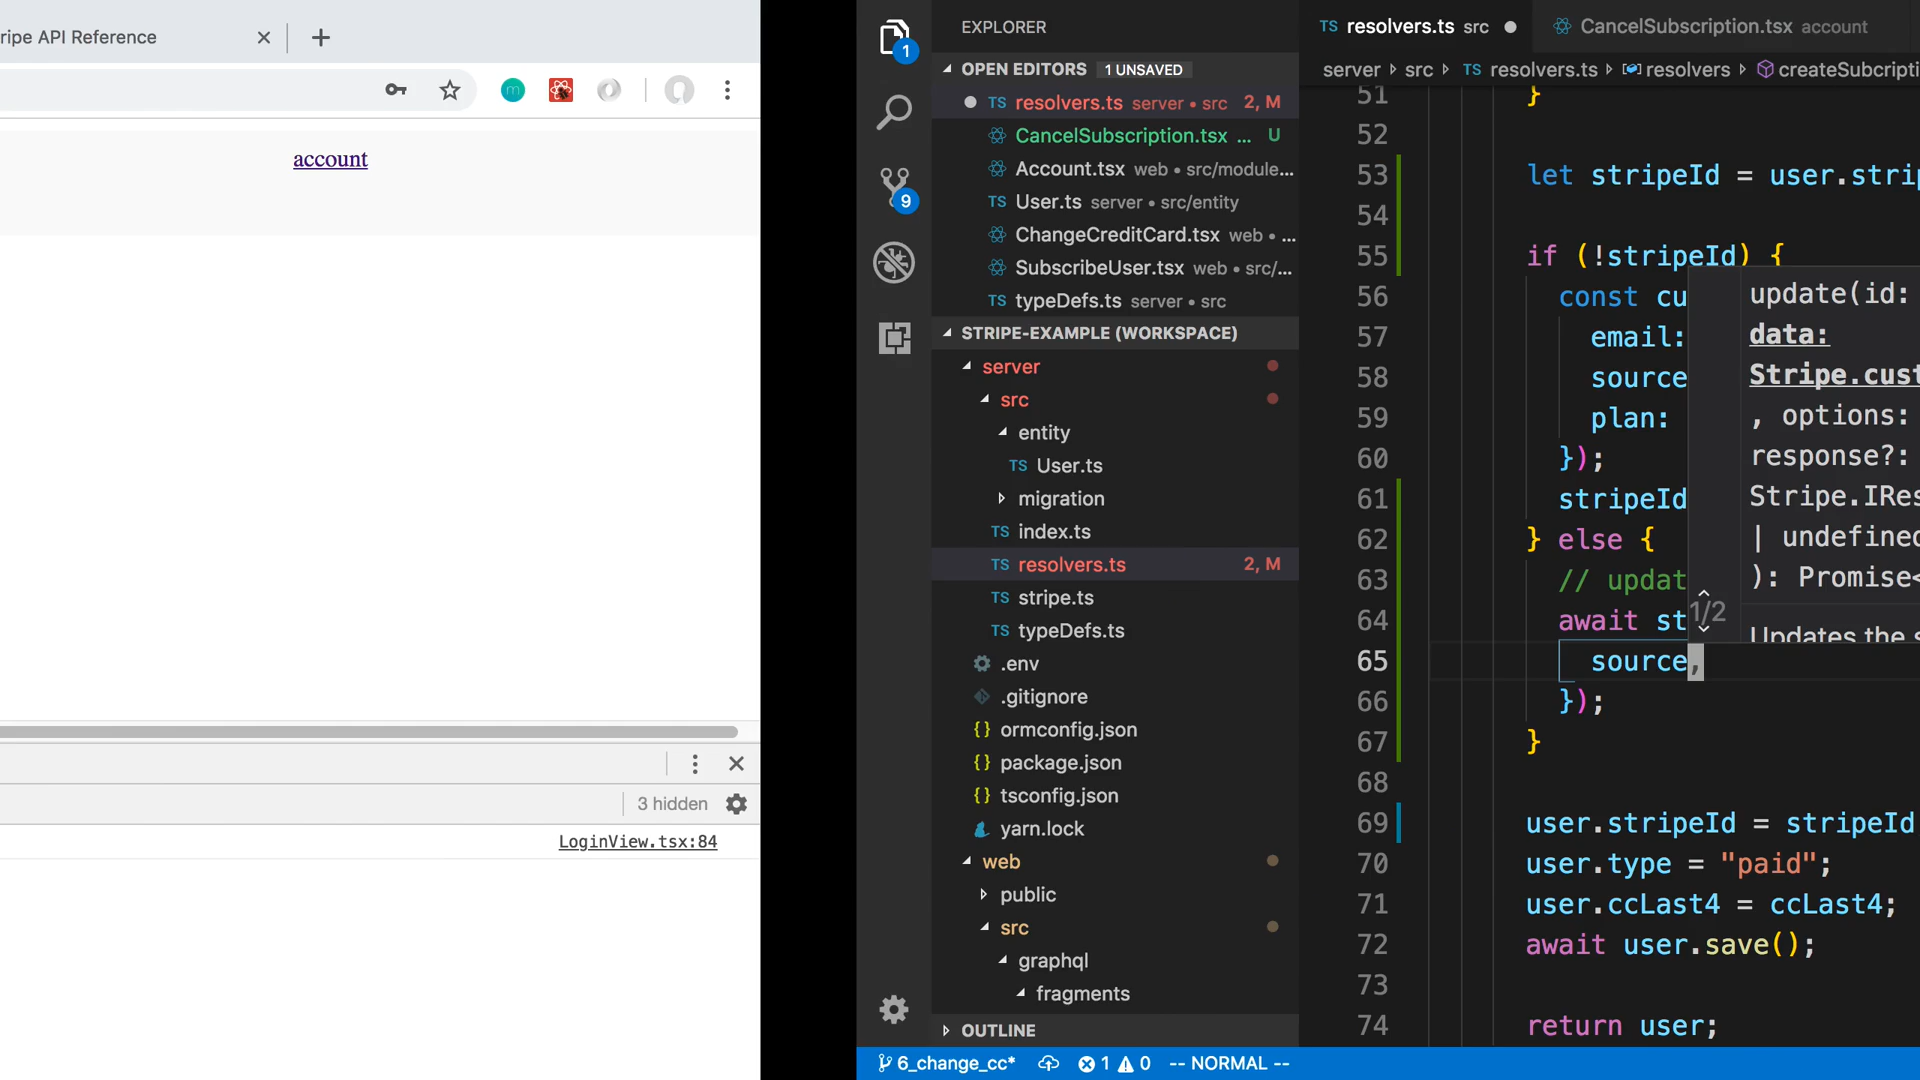 ripe API Reference
account
3 hidden
LoginView.tsx:84
1
9
EXPLORER
OPEN EDITORS 1 UNSAVED
TS resolvers.ts server • src 2, M
CancelSubscription.tsx ... U
Account.tsx web • src/module...
TS User.ts server • src/entity
ChangeCreditCard.tsx web • ...
SubscribeUser.tsx web • src/...
TS typeDefs.ts server • src
STRIPE-EXAMPLE (WORKSPACE)
server
src
entity
TS User.ts
migration
TS index.ts
TS resolvers.ts 2, M
TS stripe.ts
TS typeDefs.ts
.env
.gitignore
{} ormconfig.json
{} package.json
{} tsconfig.json
yarn.lock
web
public
src
graphql
fragments
OUTLINE
TS resolvers.ts src
CancelSubscription.tsx account
server src TS resolvers.ts resolvers createSubcripti
51 }
52
53 let stripeId = user.strip
54
55 if (!stripeId) {
56 const cu
57 email:
58 source
59 plan:
60 });
61 stripeId
62 } else {
63 // updat
64 await st
65 source,
66 });
67 }
68
69 user.stripeId = stripeId
70 user.type = "paid";
71 user.ccLast4 = ccLast4;
72 await user.save();
73
74 return user;
update(id:
data:
Stripe.cust
, options:
response?:
Stripe.IRes
| undefined
): Promise<
1/2
Updates the s
6_change_cc* 1 0 -- NORMAL --